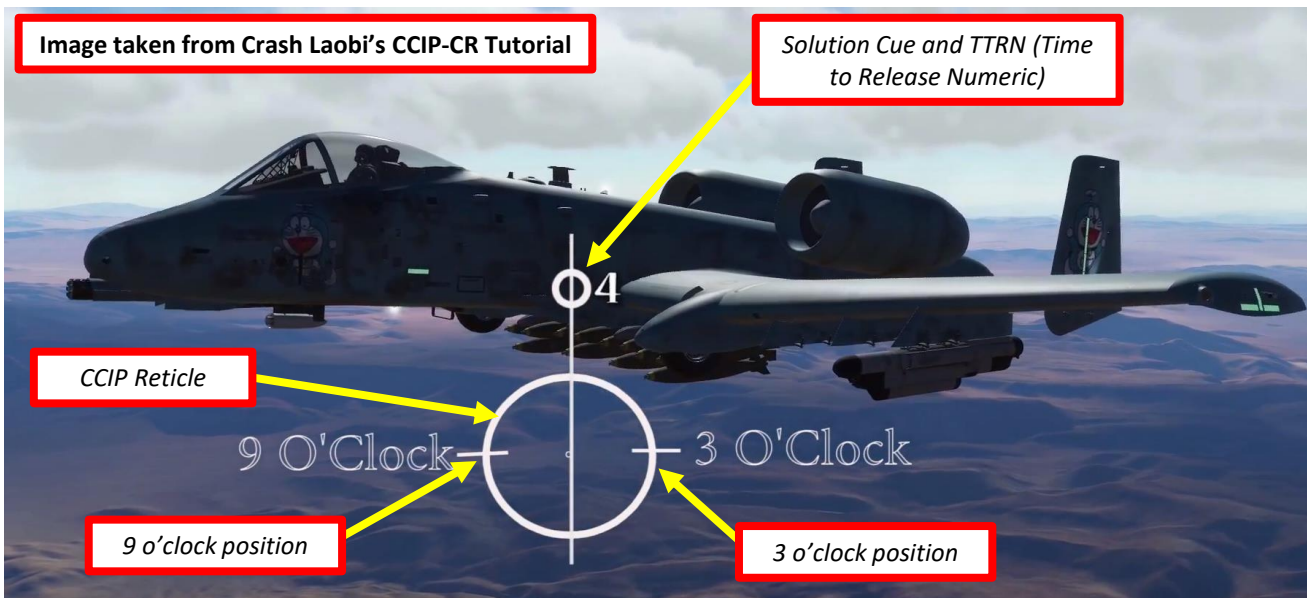 Image taken from Crash Laobi’s CCIP-CR Tutorial
Solution Cue and TTRN (Time
to Release Numeric)
4
CCIP Reticle
9 O'Clock
3 O'Clock
9 o’clock position
3 o’clock position